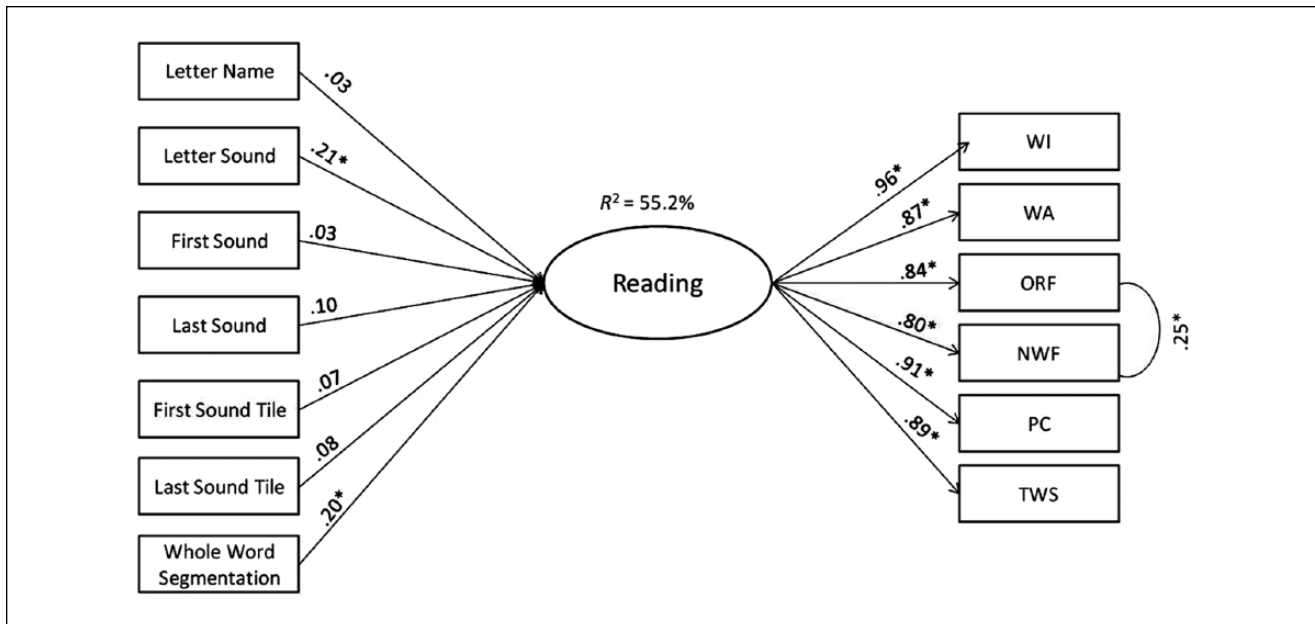 Letter Name
.03
Letter Sound
.21*
First Sound
.03
Last Sound
.10
First Sound Tile
.07
Last Sound Tile
.08
Whole Word
Segmentation
.20*
R² = 55.2%
Reading
.96*
WI
.87*
WA
.84*
ORF
.80*
NWF
.91*
PC
.89*
TWS
.25*